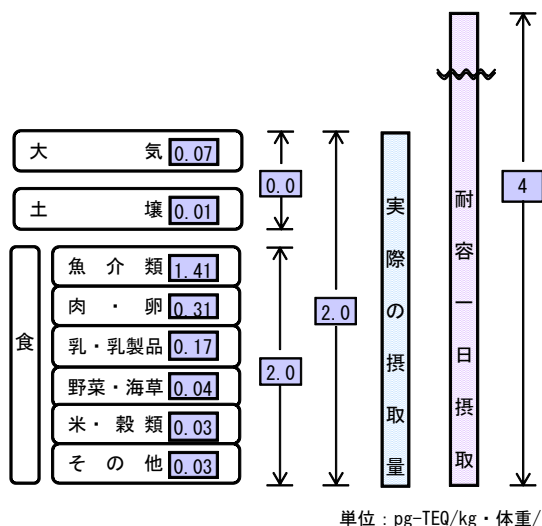 大気 0.07
土壌 0.01
0.0
食
魚介類 1.41
肉・卵 0.31
乳・乳製品 0.17
野菜・海草 0.04
米・穀類 0.03
その他 0.03
2.0
2.0
実際の摂取量
耐容一日摂取
4
単位:pg-TEQ/kg・体重/